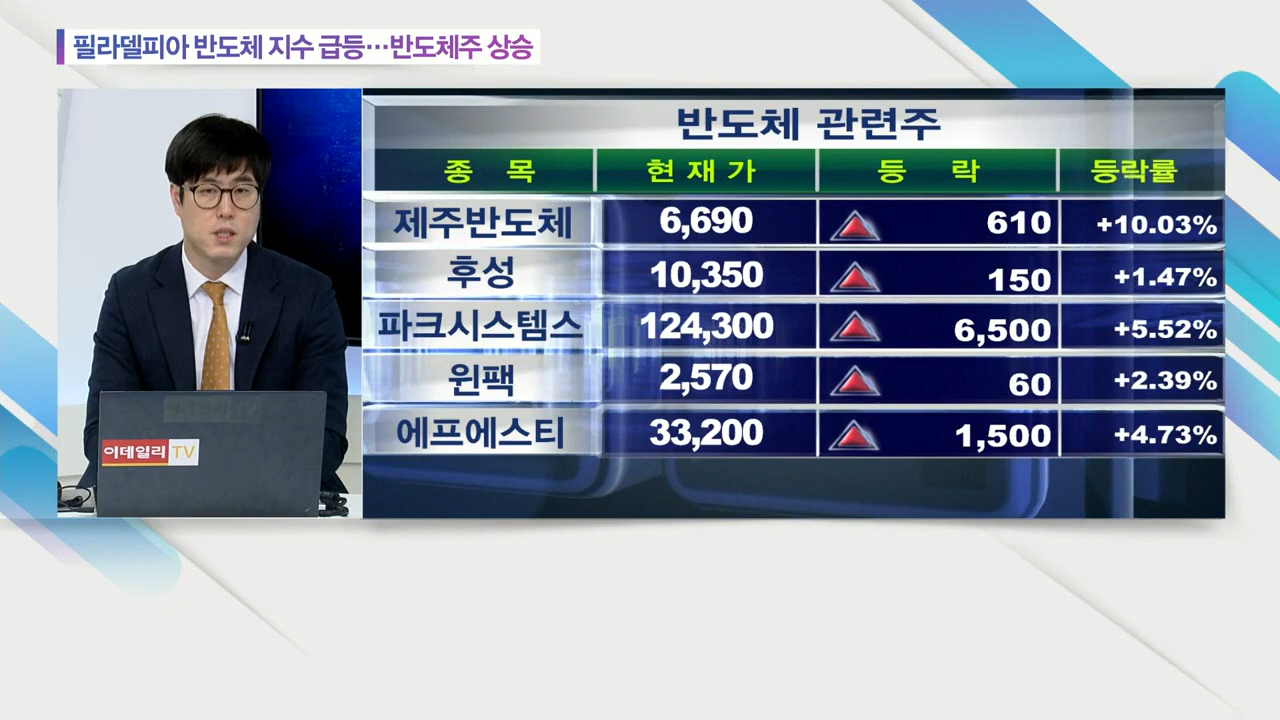 필라델피아 반도체 지수 급등…반도체주 상승
반도체 관련주
종 목 현재가 등 락 등락률
제주반도체 6,690 610 +10.03%
후성 10,350 150 +1.47%
파크시스템스 124,300 6,500 +5.52%
윈팩 2,570 60 +2.39%
에프에스티 33,200 1,500 +4.73%
이데일리 TV